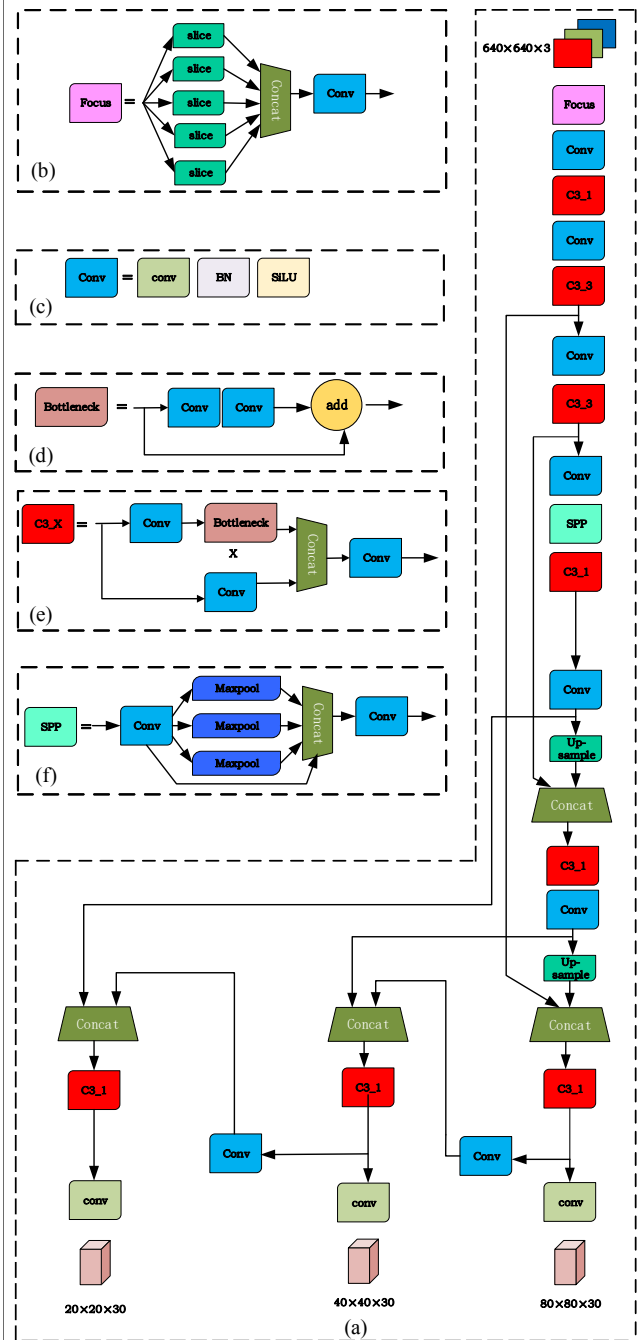 slice
slice
Focus = slice Concat Conv
slice
slice
(b)
Conv = conv BN SiLU
(c)
Bottleneck = Conv Conv add
(d)
C3_X = Conv Bottleneck
X
Concat Conv
Conv
(e)
Maxpool
SPP = Conv Maxpool Concat Conv
Maxpool
(f)
640×640×3
Focus
Conv
C3_1
Conv
C3_3
Conv
C3_3
Conv
SPP
C3_1
Conv
Up-
sample
Concat
C3_1
Conv
Up-
sample
Concat Concat Concat
C3_1 C3_1 C3_1
Conv Conv
conv conv conv
20×20×30 40×40×30 80×80×30
(a)